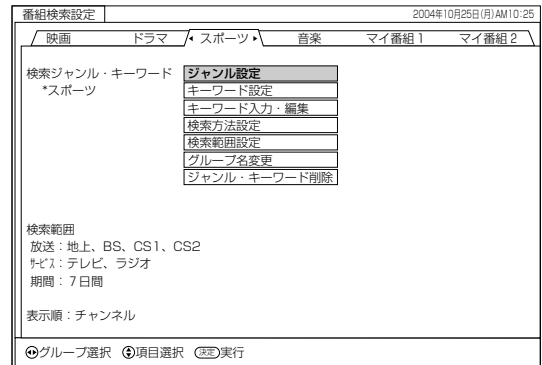 番組検索設定 2004年10月25日(月)AM10:25
映画 ドラマ スポーツ 音楽 マイ番組1 マイ番組2
検索ジャンル・キーワード ジャンル設定
*スポーツ キーワード設定
キーワード入力・編集
検索方法設定
検索範囲設定
グループ名変更
ジャンル・キーワード削除
検索範囲
放送：地上、BS、CS1、CS2
サービス：テレビ、ラジオ
期間：7日間
表示順：チャンネル
グループ選択 項目選択 決定 実行